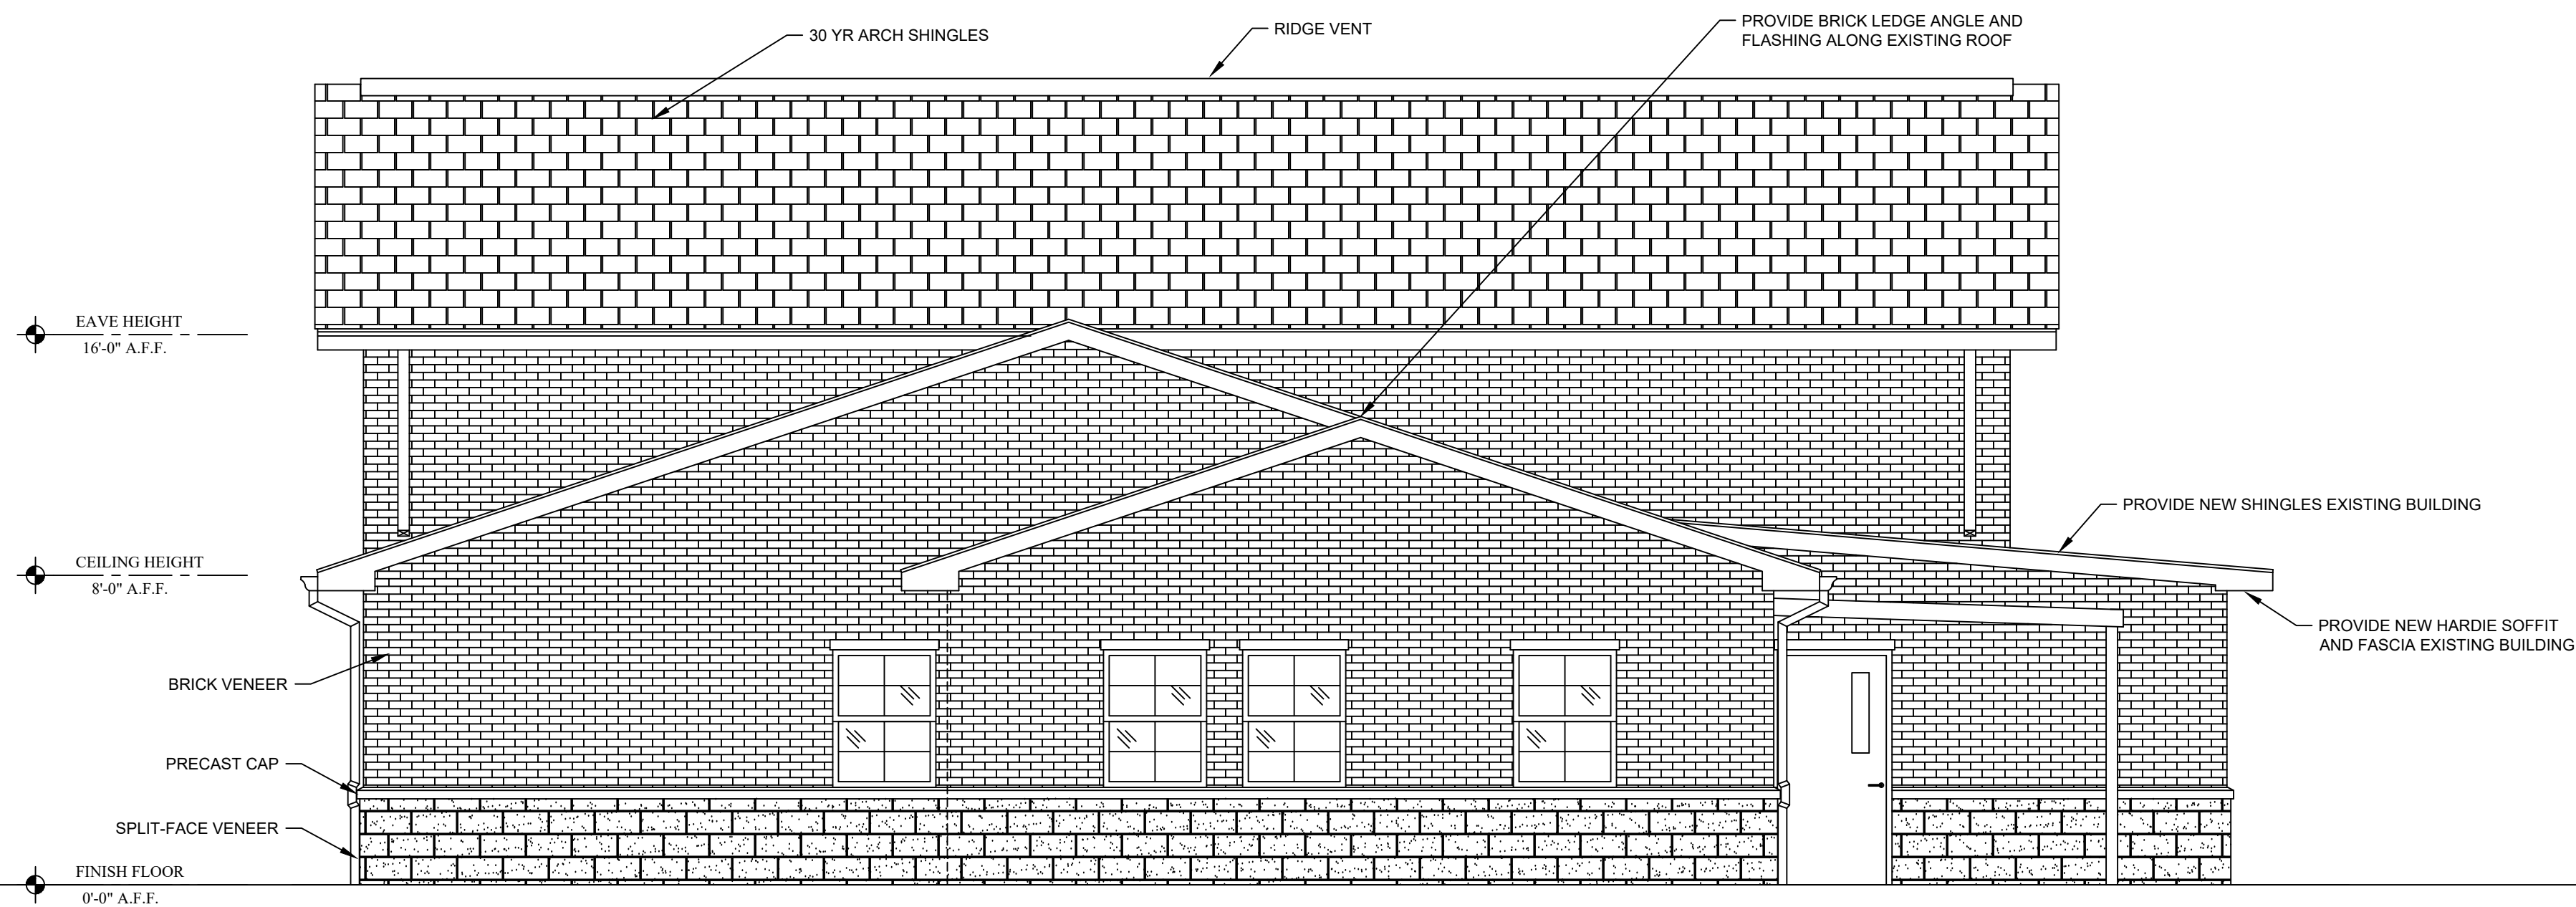 30 YR ARCH SHINGLES
RIDGE VENT
PROVIDE BRICK LEDGE ANGLE AND
FLASHING ALONG EXISTING ROOF
EAVE HEIGHT
16'-0" A.F.F.
PROVIDE NEW SHINGLES EXISTING BUILDING
CEILING HEIGHT
8'-0" A.F.F.
PROVIDE NEW HARDIE SOFFIT
AND FASCIA EXISTING BUILDING
BRICK VENEER
PRECAST CAP
SPLIT-FACE VENEER
FINISH FLOOR
0'-0" A.F.F.